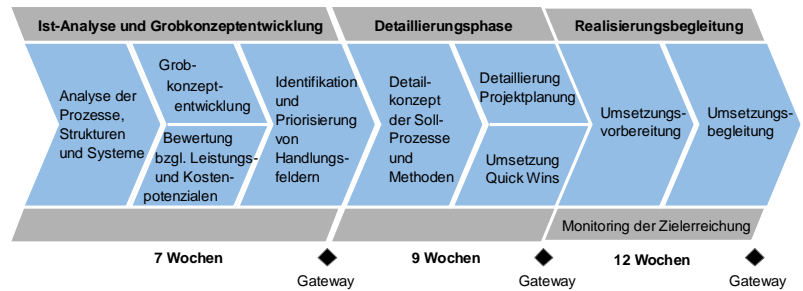 Ist-Analyse und Grobkonzeptentwicklung
Detaillierungsphase
Realisierungsbegleitung
Analyse der
Prozesse,
Strukturen
und Systeme
Grob-
konzept-
entwicklung
Bewertung
bzgl. Leistungs-
und Kosten-
potenzialen
Identifikation
und
Priorisierung
von
Handlungs-
feldern
Detail-
konzept
der Soll-
Prozesse
und
Methoden
Detaillierung
Projektplanung
Umsetzung
Quick Wins
Umsetzungs-
vorbereitung
Umsetzungs-
begleitung
Monitoring der Zielerreichung
7 Wochen
9 Wochen
12 Wochen
Gateway
Gateway
Gateway